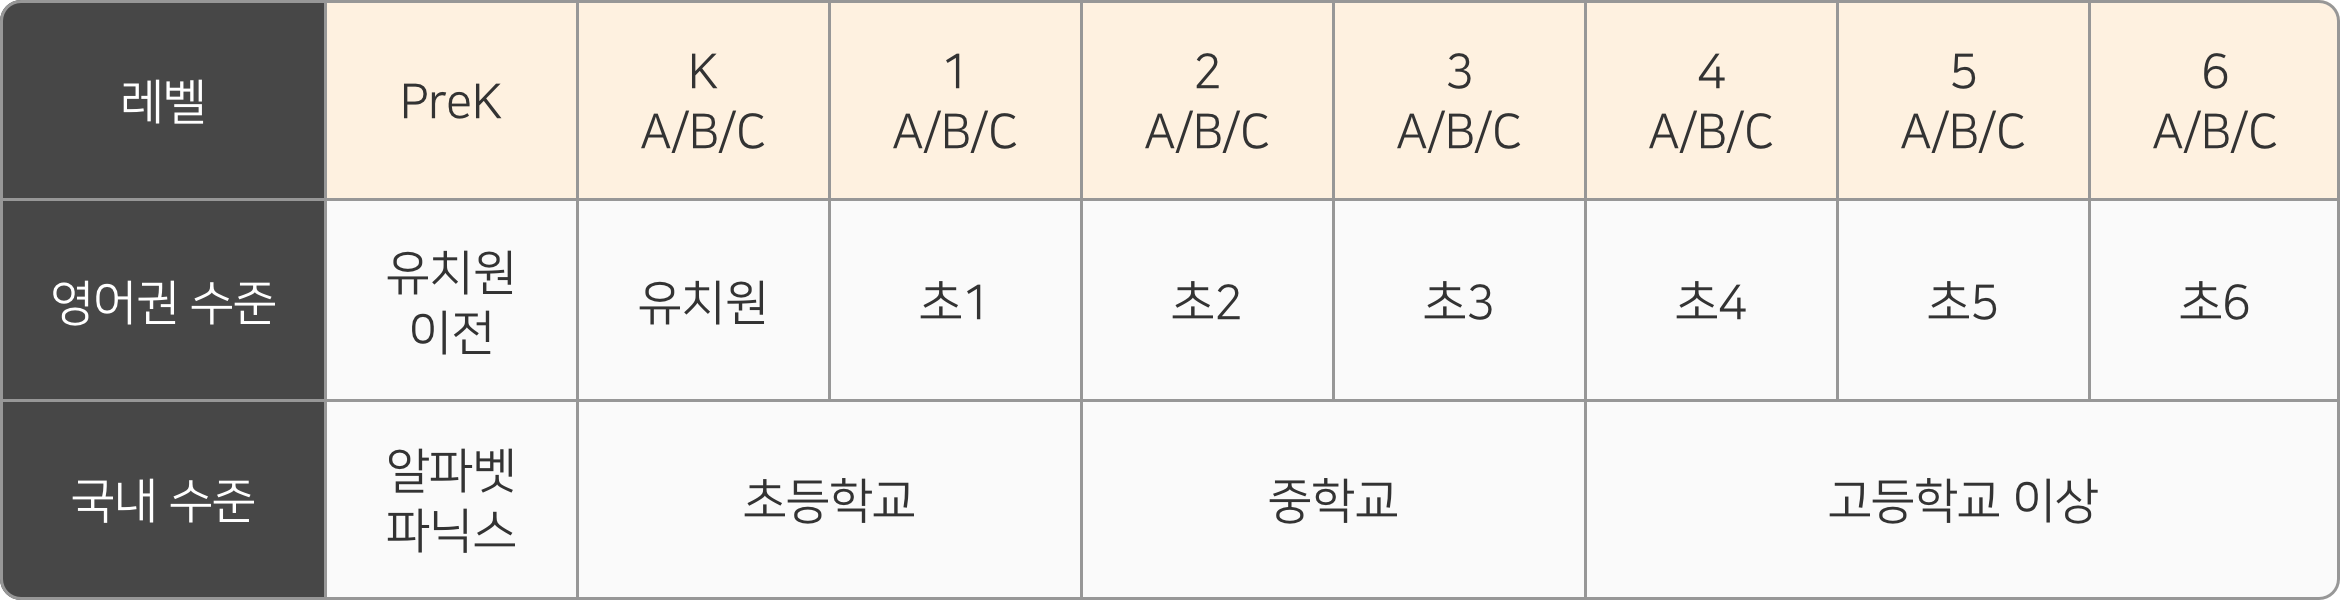 레벨
PreK
K
A/B/C
1
A/B/C
2
A/B/C
3
A/B/C
4
A/B/C
5
A/B/C
6
A/B/C
영어권 수준
유치원
이전
유치원
초1
초2
초3
초4
초5
초6
국내 수준
알파벳
파닉스
초등학교
중학교
고등학교 이상